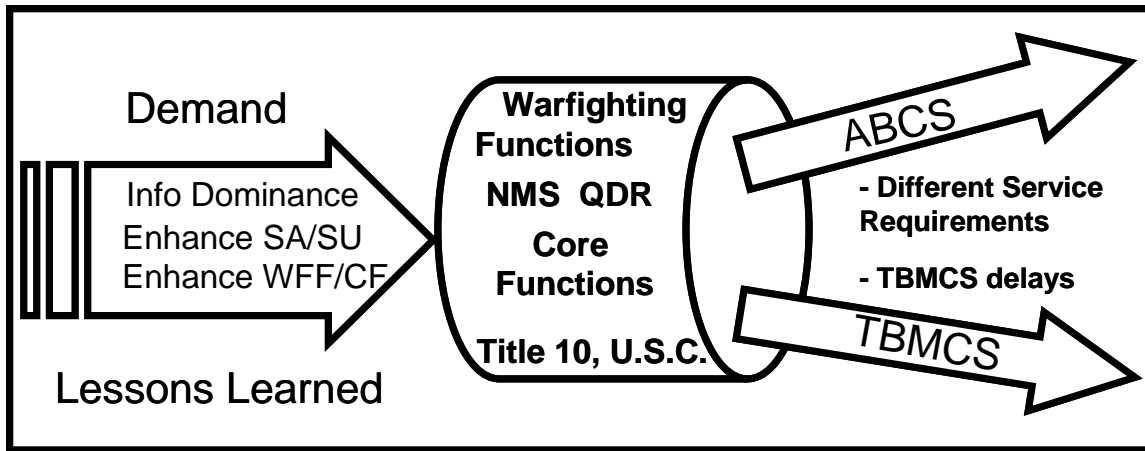 Demand
Info Dominance
Enhance SA/SU
Enhance WFF/CF
Lessons Learned
Warfighting
Functions
NMS QDR
Core
Functions
Title 10, U.S.C.
ABCS
- Different Service
Requirements
- TBMCS delays
TBMCS